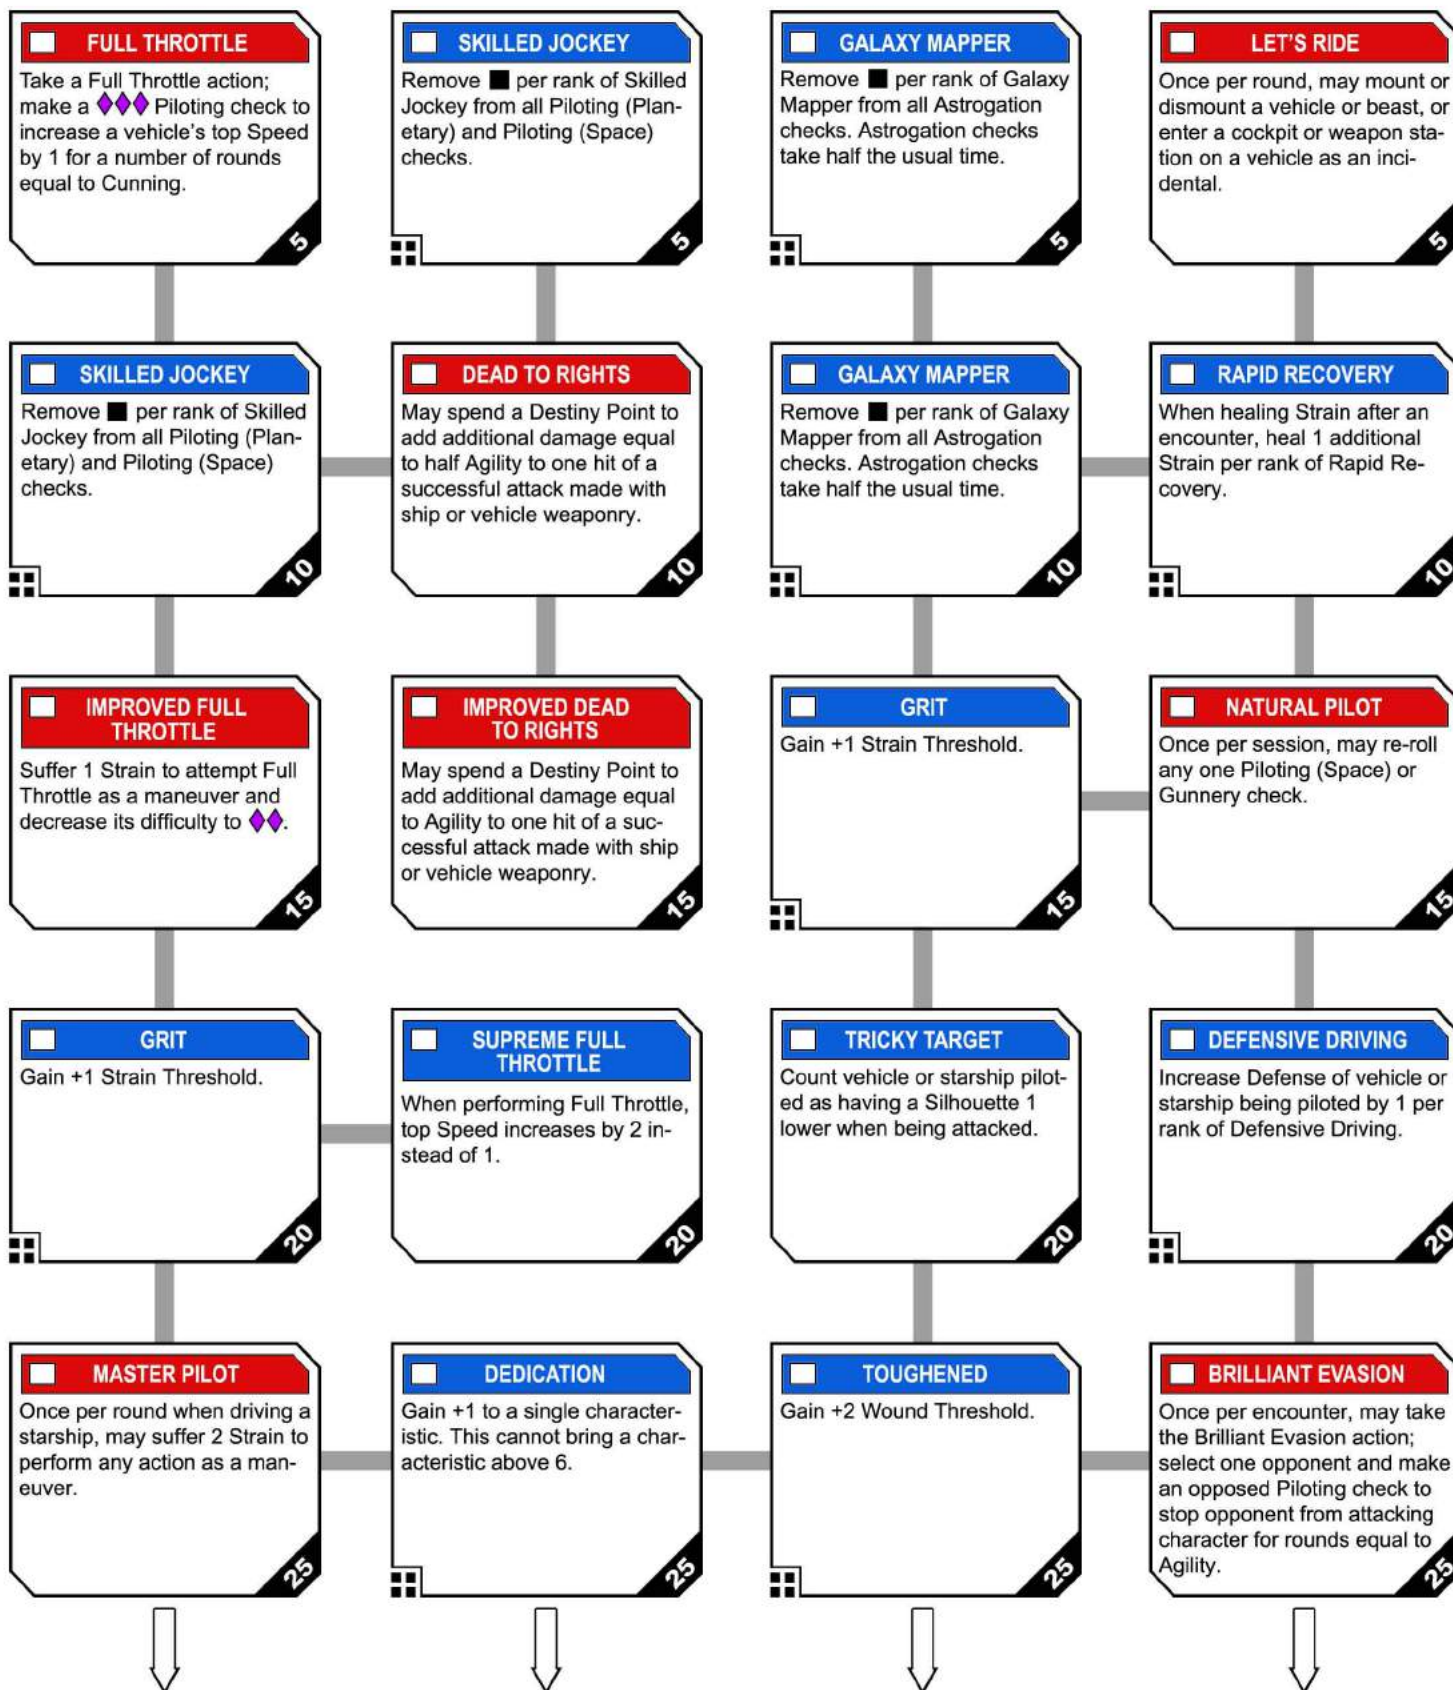 FULL THROTTLE
Take a Full Throttle action;
make a Piloting check to
increase a vehicle's top Speed
by 1 for a number of rounds
equal to Cunning.
5
SKILLED JOCKEY
Remove ■ per rank of Skilled
Jockey from all Piloting (Plan-
etary) and Piloting (Space)
checks.
5
GALAXY MAPPER
Remove ■ per rank of Galaxy
Mapper from all Astrogation
checks. Astrogation checks
take half the usual time.
5
LET'S RIDE
Once per round, may mount or
dismount a vehicle or beast, or
enter a cockpit or weapon sta-
tion on a vehicle as an inci-
dental.
5
SKILLED JOCKEY
Remove ■ per rank of Skilled
Jockey from all Piloting (Plan-
etary) and Piloting (Space)
checks.
10
DEAD TO RIGHTS
May spend a Destiny Point to
add additional damage equal
to half Agility to one hit of a
successful attack made with
ship or vehicle weaponry.
10
GALAXY MAPPER
Remove ■ per rank of Galaxy
Mapper from all Astrogation
checks. Astrogation checks
take half the usual time.
10
RAPID RECOVERY
When healing Strain after an
encounter, heal 1 additional
Strain per rank of Rapid Re-
covery.
10
IMPROVED FULL
THROTTLE
Suffer 1 Strain to attempt Full
Throttle as a maneuver and
decrease its difficulty to .
15
IMPROVED DEAD
TO RIGHTS
May spend a Destiny Point to
add additional damage equal
to Agility to one hit of a suc-
cessful attack made with ship
or vehicle weaponry.
15
GRIT
Gain +1 Strain Threshold.
15
NATURAL PILOT
Once per session, may re-roll
any one Piloting (Space) or
Gunnery check.
15
GRIT
Gain +1 Strain Threshold.
20
SUPREME FULL
THROTTLE
When performing Full Throttle,
top Speed increases by 2 in-
stead of 1.
20
TRICKY TARGET
Count vehicle or starship pilot-
ed as having a Silhouette 1
lower when being attacked.
20
DEFENSIVE DRIVING
Increase Defense of vehicle or
starship being piloted by 1 per
rank of Defensive Driving.
20
MASTER PILOT
Once per round when driving a
starship, may suffer 2 Strain to
perform any action as a man-
euver.
25
DEDICATION
Gain +1 to a single character-
istic. This cannot bring a char-
acteristic above 6.
25
TOUGHENED
Gain +2 Wound Threshold.
25
BRILLIANT EVASION
Once per encounter, may take
the Brilliant Evasion action;
select one opponent and make
an opposed Piloting check to
stop opponent from attacking
character for rounds equal to
Agility.
25